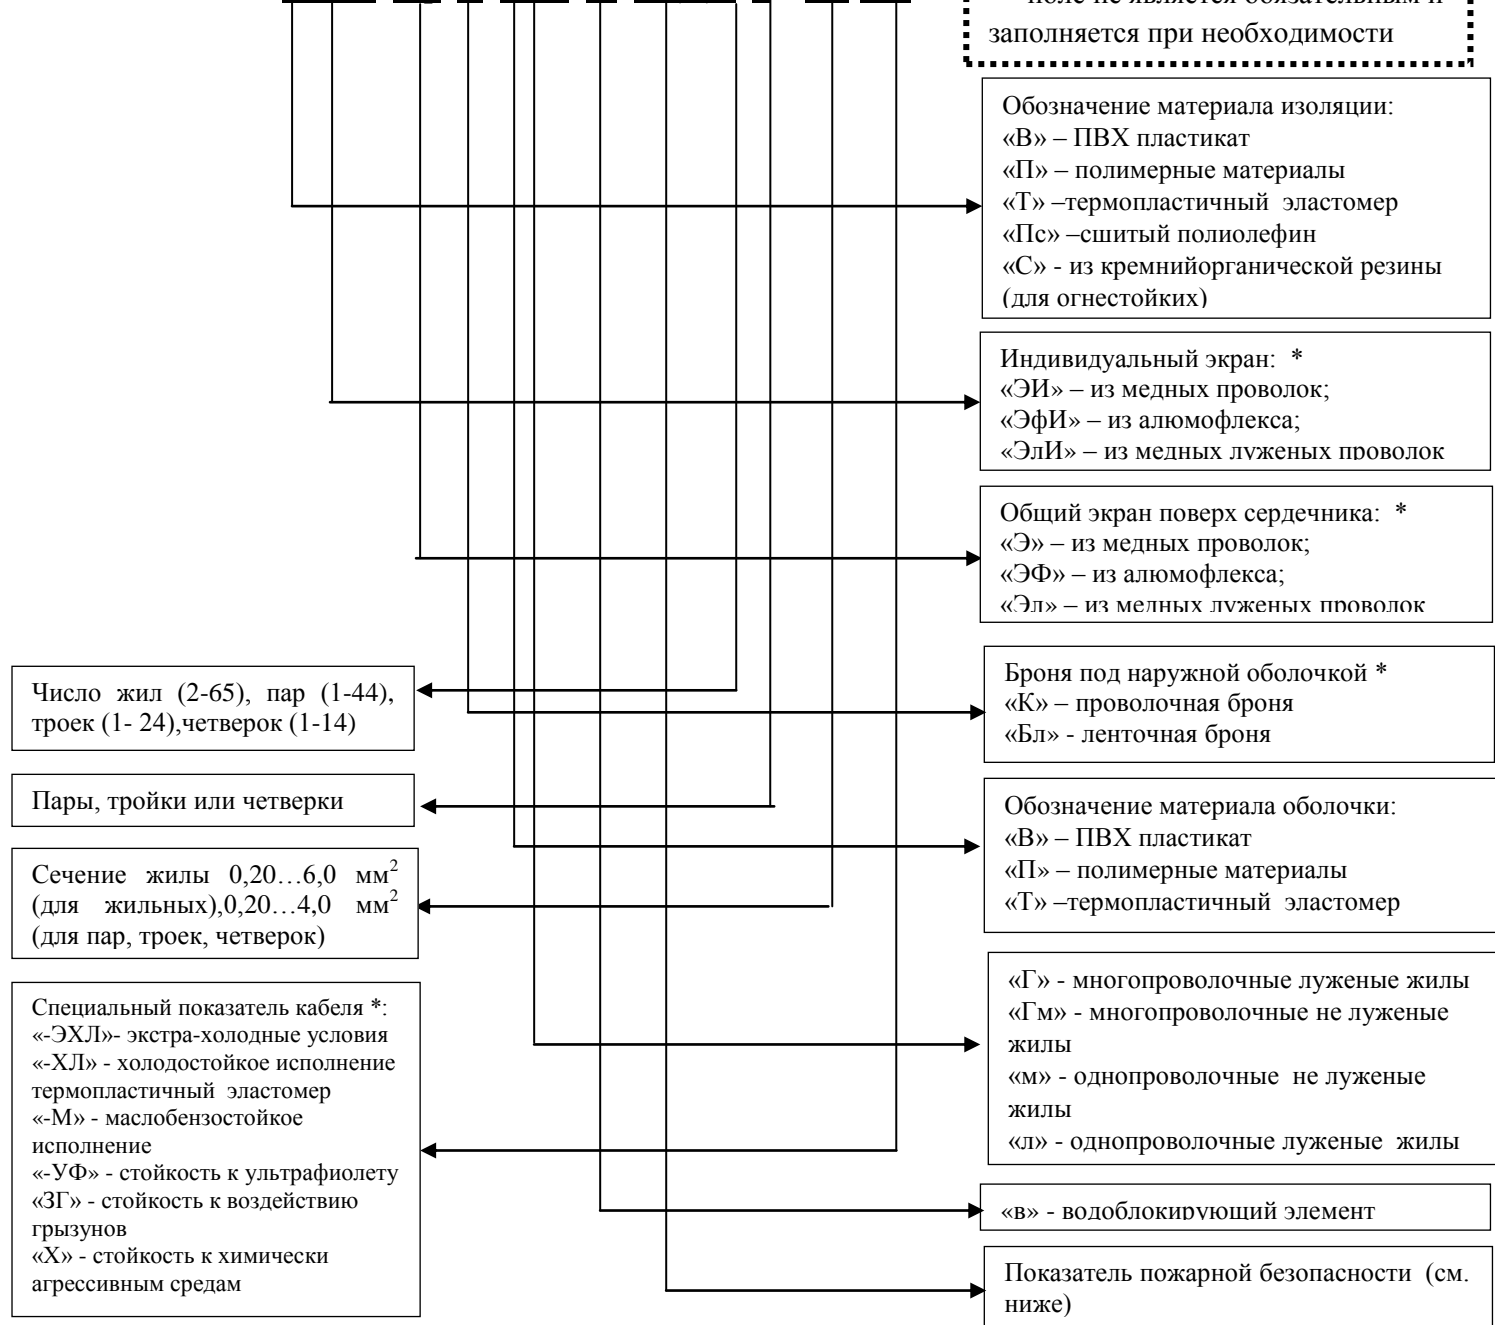 поле не является обязательным и
заполняется при необходимости
Обозначение материала изоляции:
«В» – ПВХ пластикат
«П» – полимерные материалы
«Т» –термопластичный эластомер
«Пс» –сшитый полиолефин
«С» - из кремнийорганической резины
(для огнестойких)
Индивидуальный экран: *
«ЭИ» – из медных проволок;
«ЭфИ» – из алюмофлекса;
«ЭлИ» – из медных луженых проволок
Общий экран поверх сердечника: *
«Э» – из медных проволок;
«ЭФ» – из алюмофлекса;
«Эл» – из медных луженых проволок
Броня под наружной оболочкой *
«К» – проволочная броня
«Бл» - ленточная броня
Обозначение материала оболочки:
«В» – ПВХ пластикат
«П» – полимерные материалы
«Т» –термопластичный эластомер
«Г» - многопроволочные луженые жилы
«Гм» - многопроволочные не луженые
жилы
«м» - однопроволочные не луженые
жилы
«л» - однопроволочные луженые жилы
«в» - водоблокирующий элемент
Показатель пожарной безопасности (см.
ниже)
Число жил (2-65), пар (1-44),
троек (1- 24),четверок (1-14)
Пары, тройки или четверки
Сечение жилы 0,20…6,0 мм²
(для жильных),0,20…4,0 мм²
(для пар, троек, четверок)
Специальный показатель кабеля *:
«-ЭХЛ»- экстра-холодные условия
«-ХЛ» - холодостойкое исполнение
термопластичный эластомер
«-М» - маслобензостойкое
исполнение
«-УФ» - стойкость к ультрафиолету
«ЗГ» - стойкость к воздействию
грызунов
«Х» - стойкость к химически
агрессивным средам